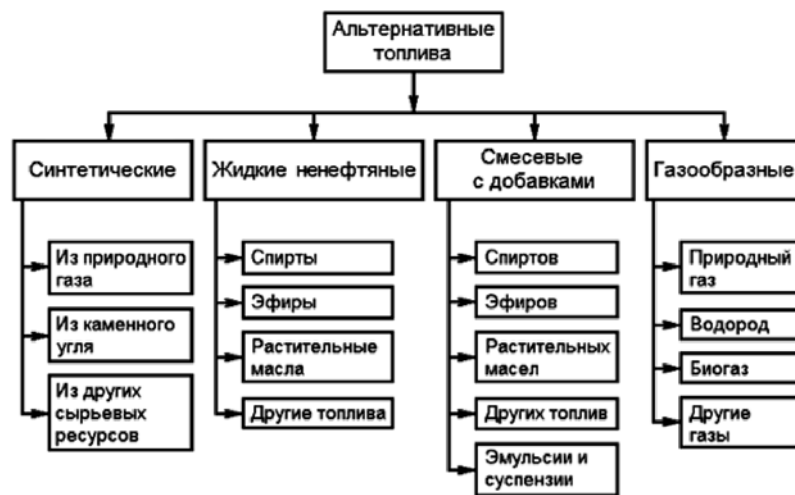 Альтернативные
топлива
Синтетические
Жидкие ненефтяные
Смесевые
с добавками
Газообразные
Из природного
газа
Из каменного
угля
Из других
сырьевых
ресурсов
Спирты
Эфиры
Растительные
масла
Другие топлива
Спиртов
Эфиров
Растительных
масел
Других топлив
Эмульсии и
суспензии
Природный
газ
Водород
Биогаз
Другие
газы